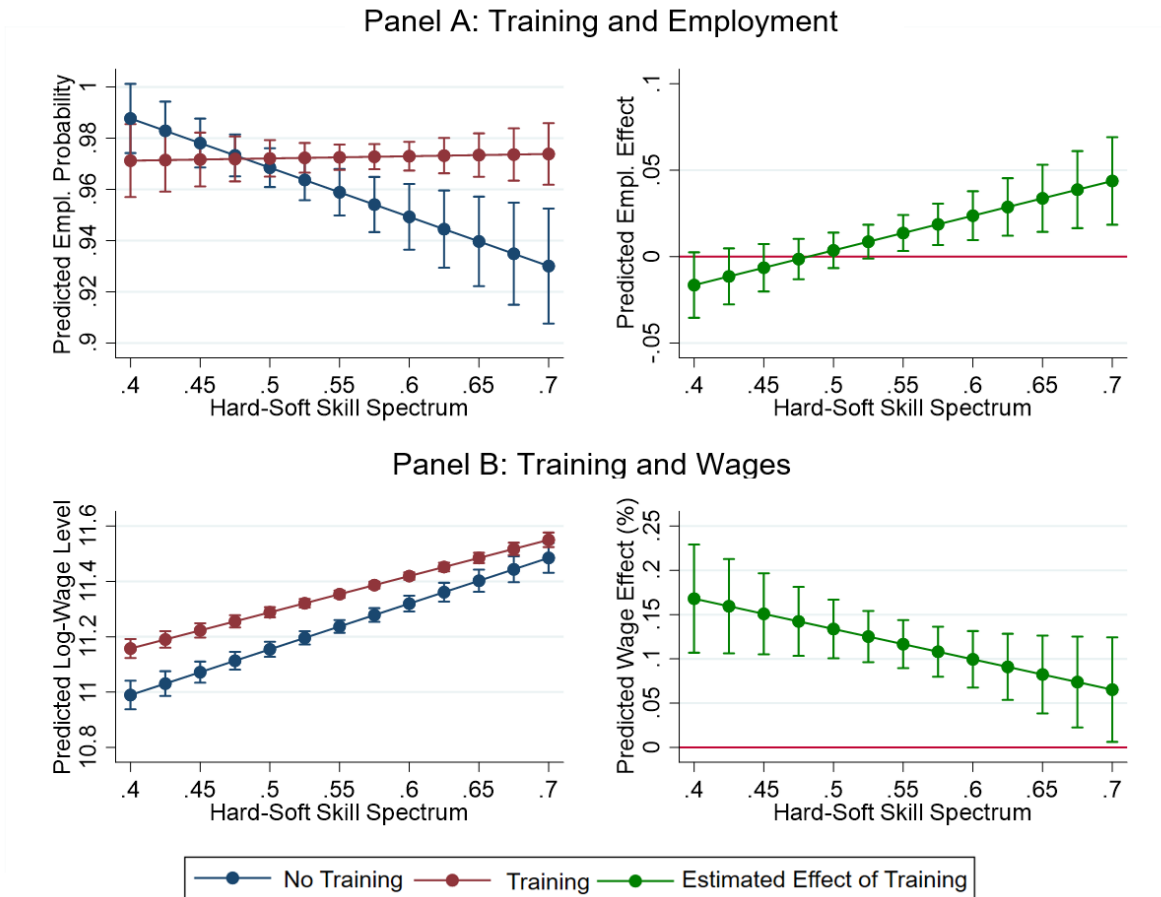 Panel A: Training and Employment
Predicted Empl. Probability
1
.98
.96
.94
.92
.9
.4 .45 .5 .55 .6 .65 .7
Hard-Soft Skill Spectrum
Predicted Empl. Effect
.1
.05
0
-.05
.4 .45 .5 .55 .6 .65 .7
Hard-Soft Skill Spectrum
Panel B: Training and Wages
Predicted Log-Wage Level
11.6
11.4
11.2
11
10.8
.4 .45 .5 .55 .6 .65 .7
Hard-Soft Skill Spectrum
Predicted Wage Effect (%)
.25
.2
.15
.1
.05
0
.4 .45 .5 .55 .6 .65 .7
Hard-Soft Skill Spectrum
No Training Training Estimated Effect of Training